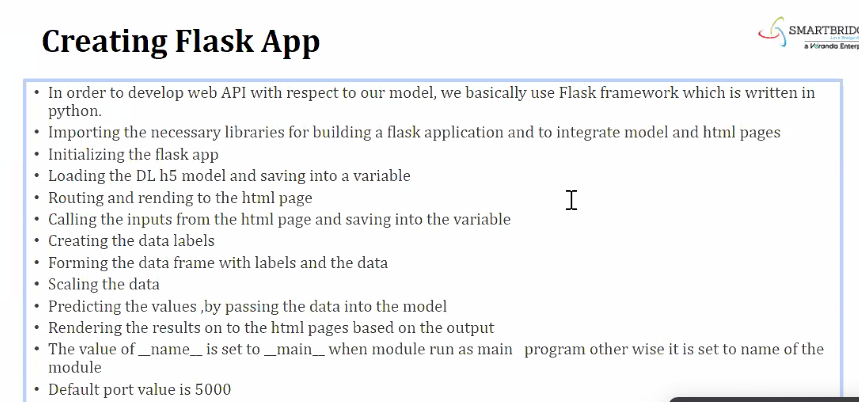 Creating Flask App
SMARTBRIDG
a Veranda Enterp
• In order to develop web API with respect to our model, we basically use Flask framework which is written in
python.
• Importing the necessary libraries for building a flask application and to integrate model and html pages
• Initializing the flask app
• Loading the DL h5 model and saving into a variable
• Routing and rending to the html page
• Calling the inputs from the html page and saving into the variable
• Creating the data labels
• Forming the data frame with labels and the data
• Scaling the data
• Predicting the values ,by passing the data into the model
• Rendering the results on to the html pages based on the output
• The value of __name__ is set to __main__ when module run as main program other wise it is set to name of the
module
• Default port value is 5000